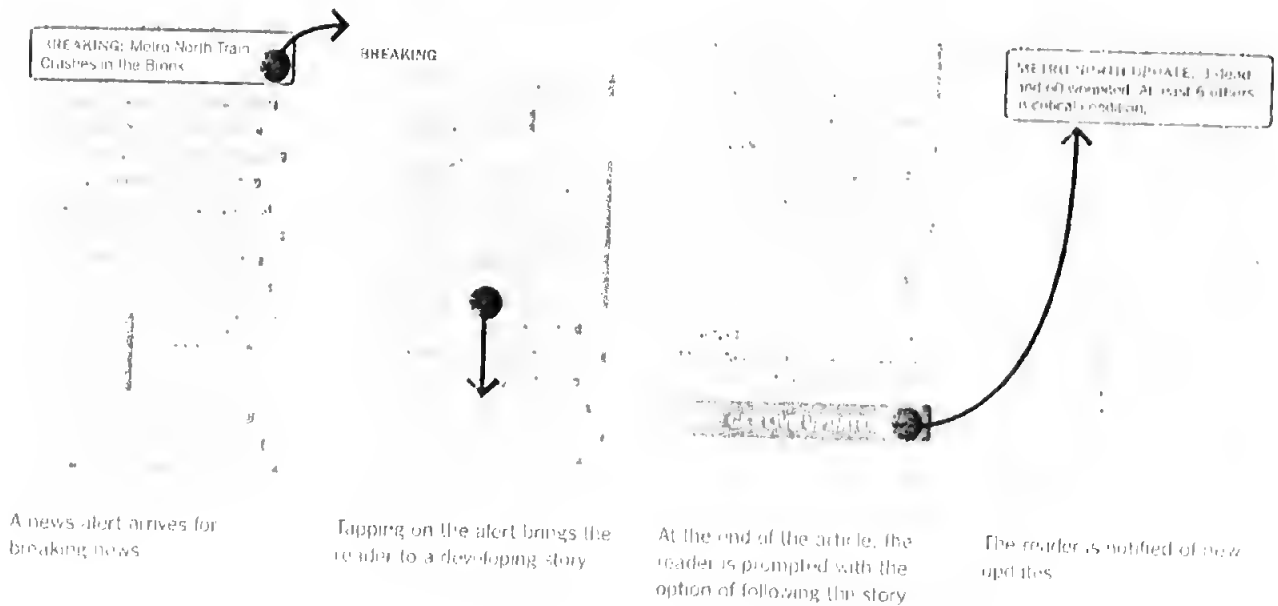 BREAKING: Metro North Train
Crashes in the Bronx
BREAKING
METRO NORTH UPDATE. 3 dead
and 60 wounded. At least 6 others
is critical condition,
A news alert arrives for
breaking news
Tapping on the alert brings the
reader to a developing story
At the end of the article, the
reader is prompted with the
option of following the story
The reader is notified of new
updates